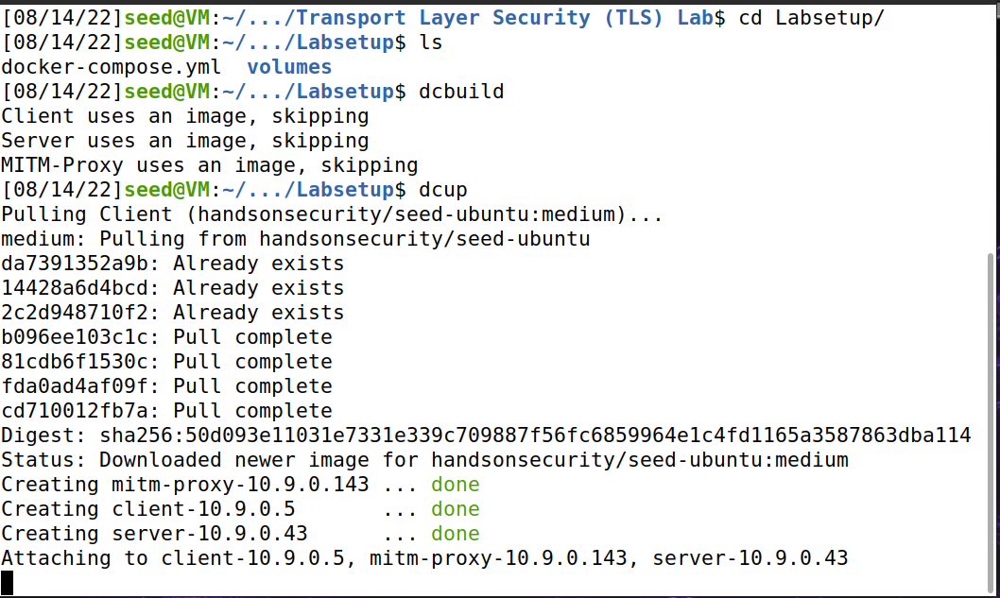 [08/14/22]seed@VM:~/.../Transport Layer Security (TLS) Lab$ cd Labsetup/
[08/14/22]seed@VM:~/.../Labsetup$ ls
docker-compose.yml  volumes
[08/14/22]seed@VM:~/.../Labsetup$ dcbuild
Client uses an image, skipping
Server uses an image, skipping
MITM-Proxy uses an image, skipping
[08/14/22]seed@VM:~/.../Labsetup$ dcup
Pulling Client (handsonsecurity/seed-ubuntu:medium)...
medium: Pulling from handsonsecurity/seed-ubuntu
da7391352a9b: Already exists
14428a6d4bcd: Already exists
2c2d948710f2: Already exists
b096ee103c1c: Pull complete
81cdb6f1530c: Pull complete
fda0ad4af09f: Pull complete
cd710012fb7a: Pull complete
Digest: sha256:50d093e11031e7331e339c709887f56fc6859964e1c4fd1165a3587863dba114
Status: Downloaded newer image for handsonsecurity/seed-ubuntu:medium
Creating mitm-proxy-10.9.0.143 ... done
Creating client-10.9.0.5       ... done
Creating server-10.9.0.43      ... done
Attaching to client-10.9.0.5, mitm-proxy-10.9.0.143, server-10.9.0.43